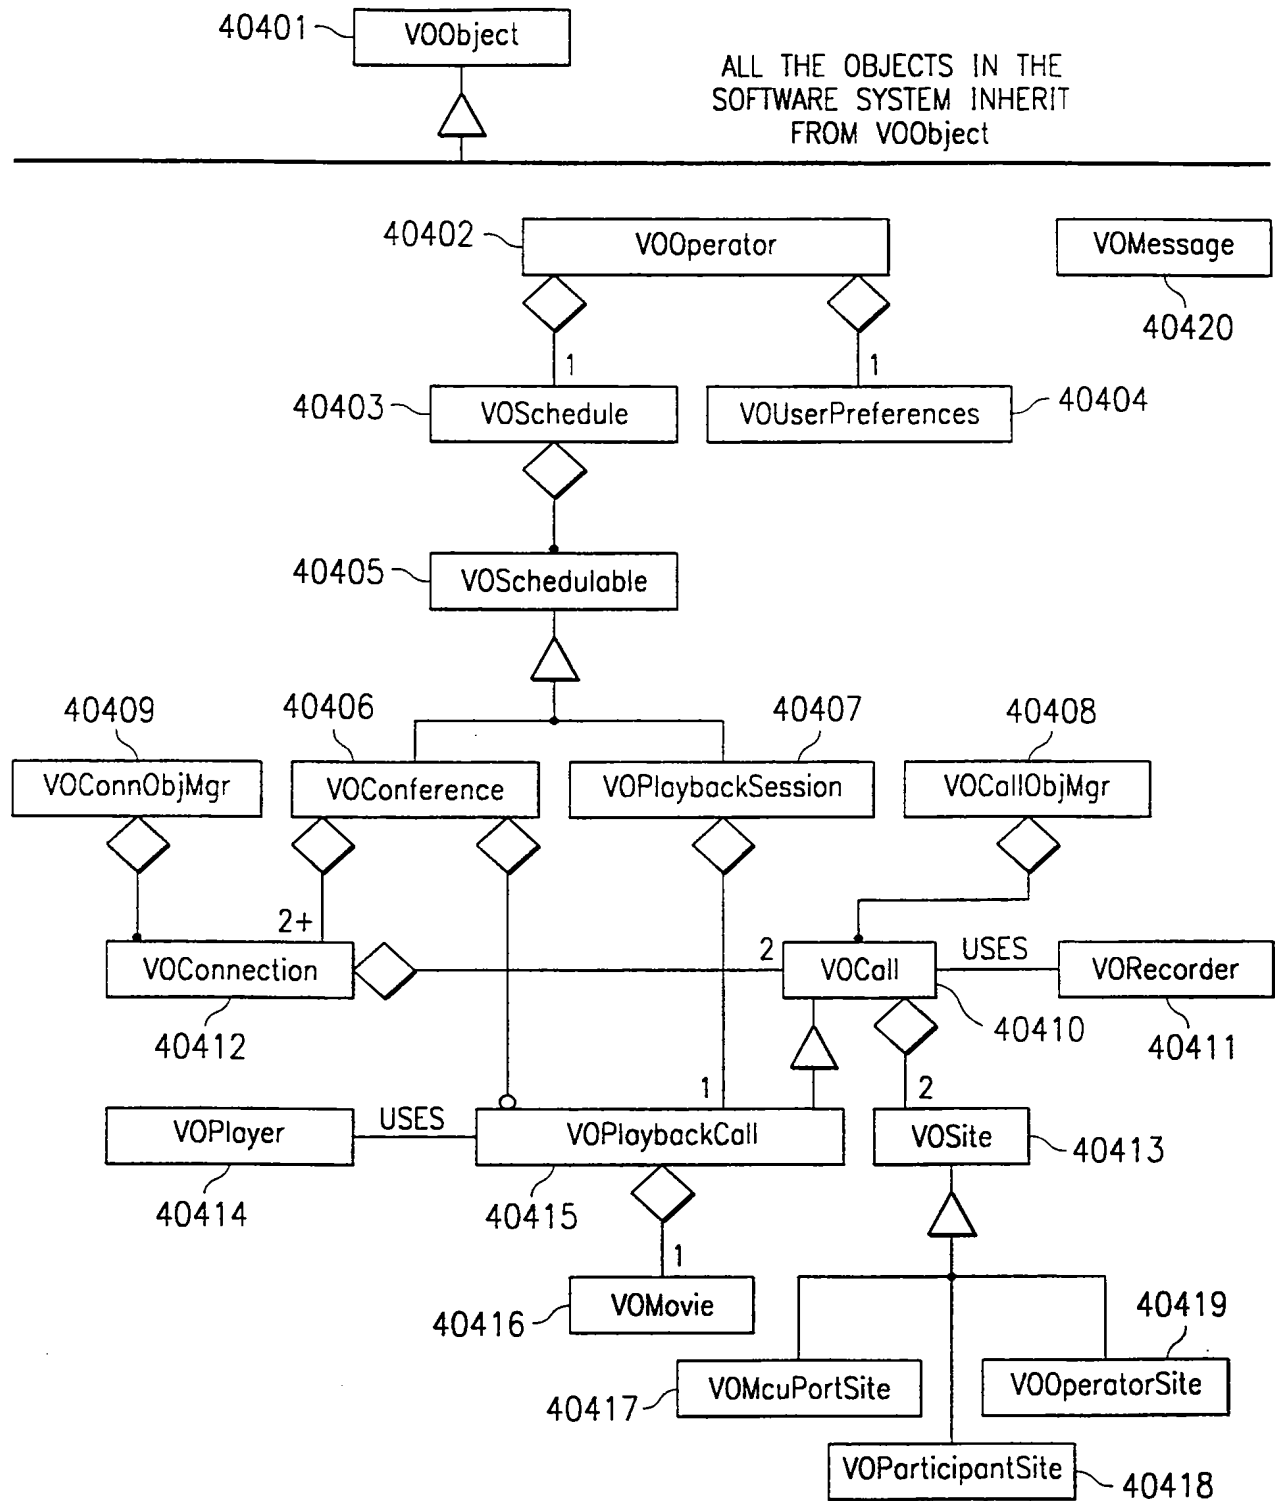 40401
VOObject
ALL THE OBJECTS IN THE
SOFTWARE SYSTEM INHERIT
FROM VOObject
40402
VOOperator
VOMessage
40420
1
1
40403
VOSchedule
VOUserPreferences
40404
40405
VOSchedulable
40409
40406
40407
40408
VOConnObjMgr
VOConference
VOPlaybackSession
VOCallObjMgr
2+
2
USES
VOConnection
VOCall
VORecorder
40412
40410
40411
1
2
VOPlayer
USES
VOPlaybackCall
VOSite
40413
40414
40415
1
40416
VOMovie
40419
VOMcuPortSite
VOOperatorSite
40417
VOParticipantSite
40418